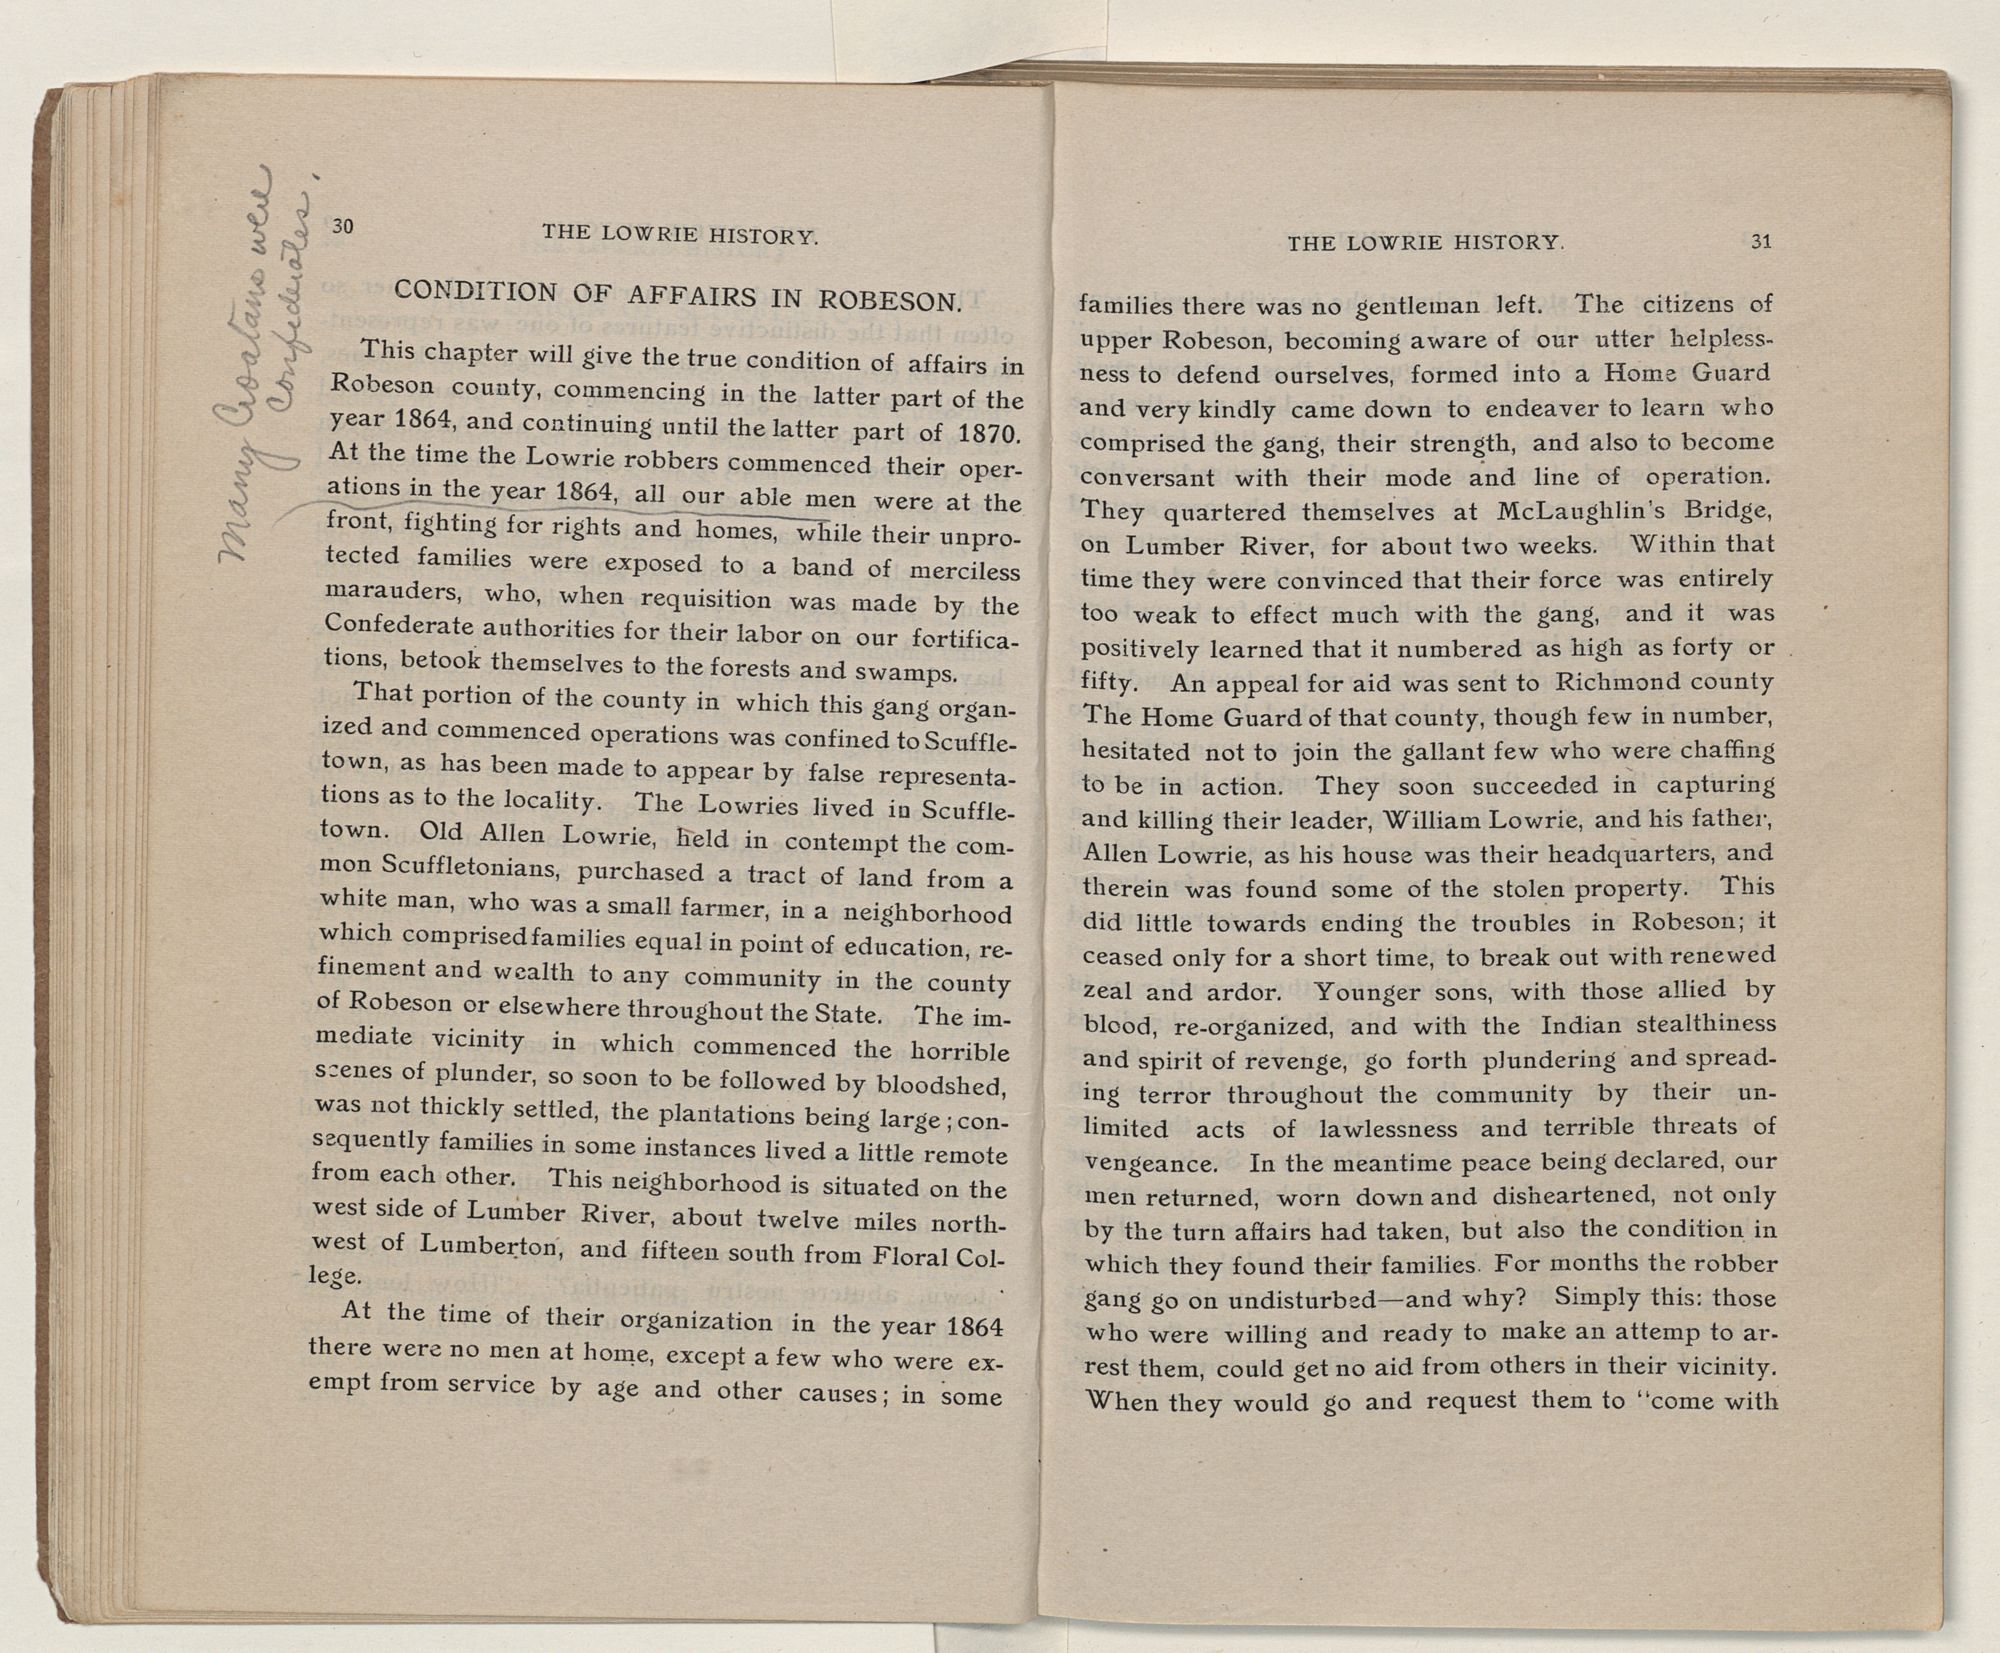 Many Croatans were
Confederates.
30
THE LOWRIE HISTORY.
CONDITION OF AFFAIRS IN ROBESON.
This chapter will give the true condition of affairs in
Robeson county, commencing in the latter part of the
year 1864, and continuing until the latter part of 1870.
At the time the Lowrie robbers commenced their oper-
ations in the year 1864, all our able men were at the
front, fighting for rights and homes, while their unpro-
tected families were exposed to a band of merciless
marauders, who, when requisition was made by the
Confederate authorities for their labor on our fortifica-
tions, betook themselves to the forests and swamps.
That portion of the county in which this gang organ-
ized and commenced operations was confined to Scuffle-
town, as has been made to appear by false representa-
tions as to the locality. The Lowries lived in Scuffle-
town. Old Allen Lowrie, held in contempt the com-
mon Scuffletonians, purchased a tract of land from a
white man, who was a small farmer, in a neighborhood
which comprised families equal in point of education, re-
finement and wealth to any community in the county
of Robeson or elsewhere throughout the State. The im-
mediate vicinity in which commenced the horrible
scenes of plunder, so soon to be followed by bloodshed,
was not thickly settled, the plantations being large; con-
sequently families in some instances lived a little remote
from each other. This neighborhood is situated on the
west side of Lumber River, about twelve miles north-
west of Lumberton, and fifteen south from Floral Col-
lege.
At the time of their organization in the year 1864
there were no men at home, except a few who were ex-
empt from service by age and other causes; in some
THE LOWRIE HISTORY.
31
families there was no gentleman left. The citizens of
upper Robeson, becoming aware of our utter helpless-
ness to defend ourselves, formed into a Home Guard
and very kindly came down to endeaver to learn who
comprised the gang, their strength, and also to become
conversant with their mode and line of operation.
They quartered themselves at McLaughlin's Bridge,
on Lumber River, for about two weeks. Within that
time they were convinced that their force was entirely
too weak to effect much with the gang, and it was
positively learned that it numbered as high as forty or
fifty. An appeal for aid was sent to Richmond county
The Home Guard of that county, though few in number,
hesitated not to join the gallant few who were chaffing
to be in action. They soon succeeded in capturing
and killing their leader, William Lowrie, and his father,
Allen Lowrie, as his house was their headquarters, and
therein was found some of the stolen property. This
did little towards ending the troubles in Robeson; it
ceased only for a short time, to break out with renewed
zeal and ardor. Younger sons, with those allied by
blood, re-organized, and with the Indian stealthiness
and spirit of revenge, go forth plundering and spread-
ing terror throughout the community by their un-
limited acts of lawlessness and terrible threats of
vengeance. In the meantime peace being declared, our
men returned, worn down and disheartened, not only
by the turn affairs had taken, but also the condition in
which they found their families. For months the robber
gang go on undisturbed—and why? Simply this: those
who were willing and ready to make an attemp to ar-
rest them, could get no aid from others in their vicinity.
When they would go and request them to "come with